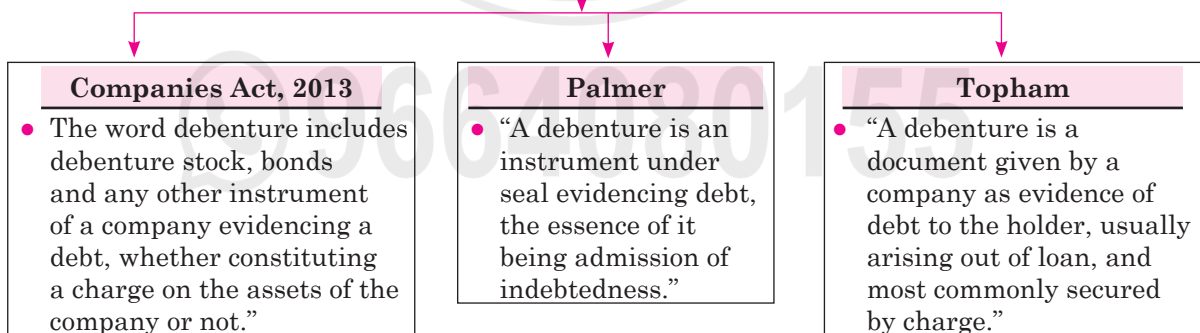 Companies Act, 2013
● The word debenture includes
debenture stock, bonds
and any other instrument
of a company evidencing a
debt, whether constituting
a charge on the assets of the
company or not.”
Palmer
● “A debenture is an
instrument under
seal evidencing debt,
the essence of it
being admission of
indebtedness.”
Topham
● “A debenture is a
document given by a
company as evidence of
debt to the holder, usually
arising out of loan, and
most commonly secured
by charge.”
9664080155